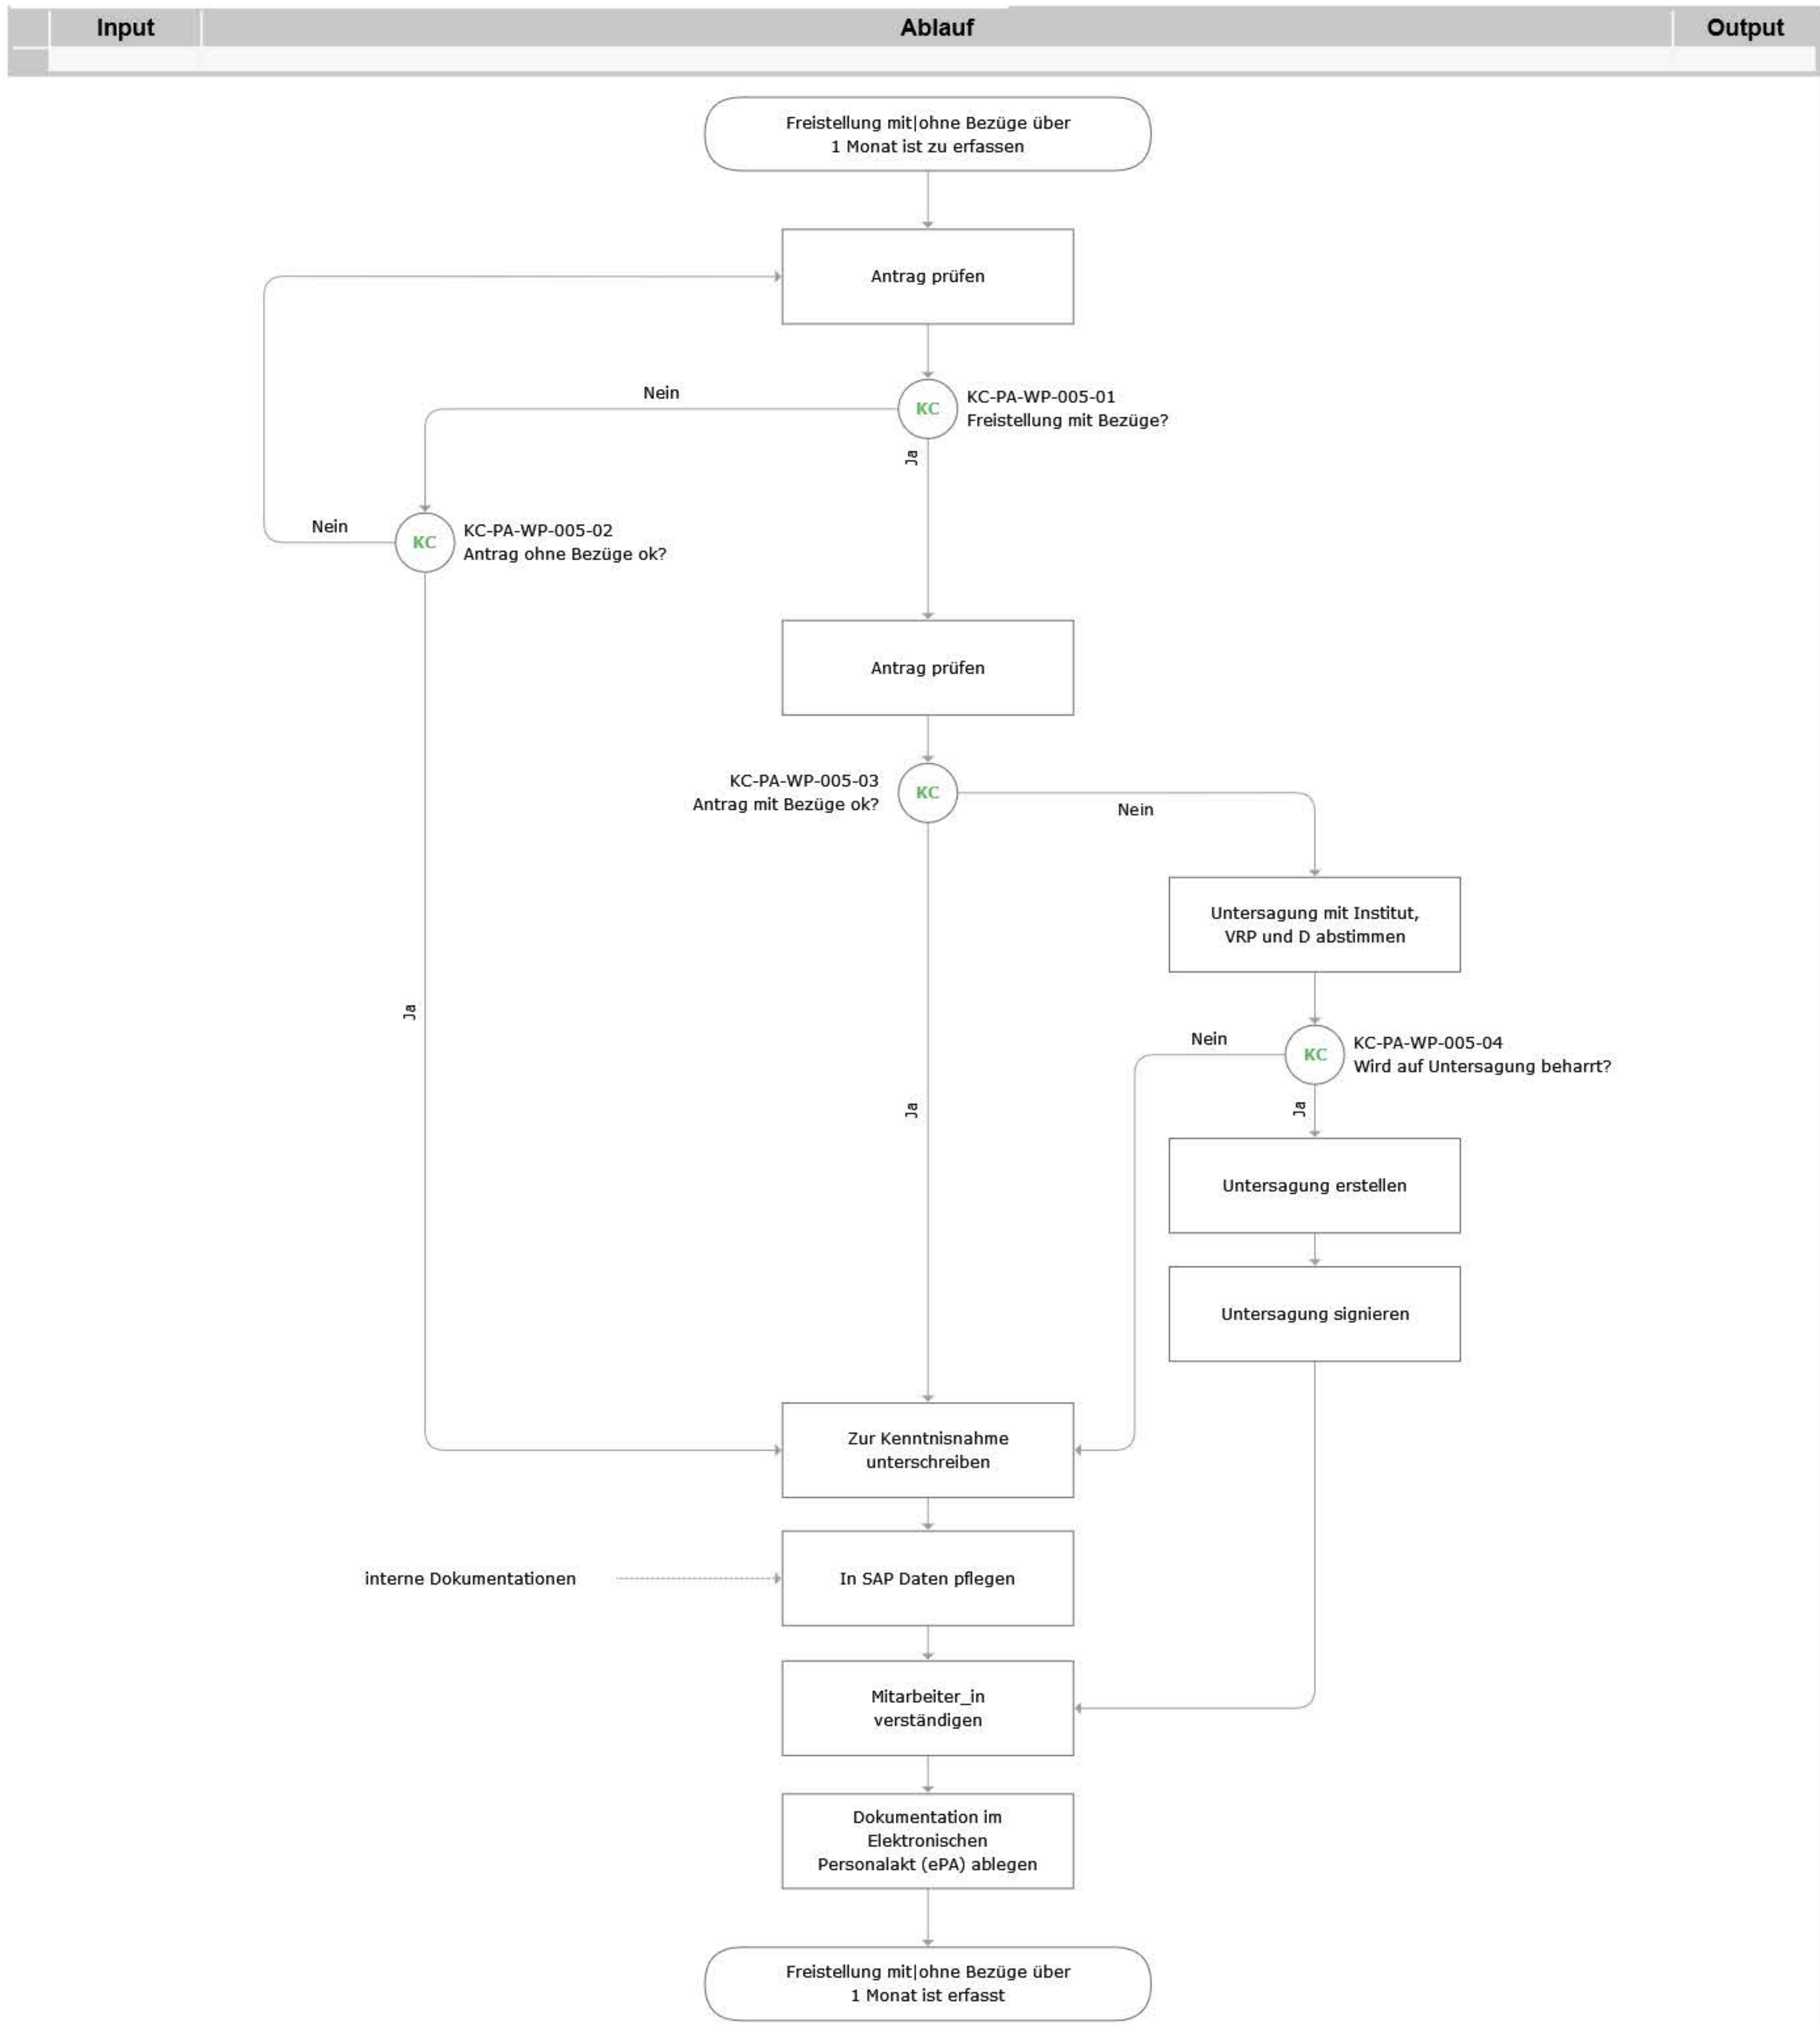 Input
Ablauf
Output
Freistellung mit|ohne Bezüge über
1 Monat ist zu erfassen
Antrag prüfen
Nein
KC
KC-PA-WP-005-01
Freistellung mit Bezüge?
Ja
Nein
KC
KC-PA-WP-005-02
Antrag ohne Bezüge ok?
Antrag prüfen
KC-PA-WP-005-03
Antrag mit Bezüge ok?
KC
Nein
Untersagung mit Institut,
VRP und D abstimmen
Ja
Nein
KC
KC-PA-WP-005-04
Wird auf Untersagung beharrt?
Ja
Ja
Untersagung erstellen
Untersagung signieren
Zur Kenntnisnahme
unterschreiben
interne Dokumentationen
In SAP Daten pflegen
Mitarbeiter_in
verständigen
Dokumentation im
Elektronischen
Personalakt (ePA) ablegen
Freistellung mit|ohne Bezüge über
1 Monat ist erfasst